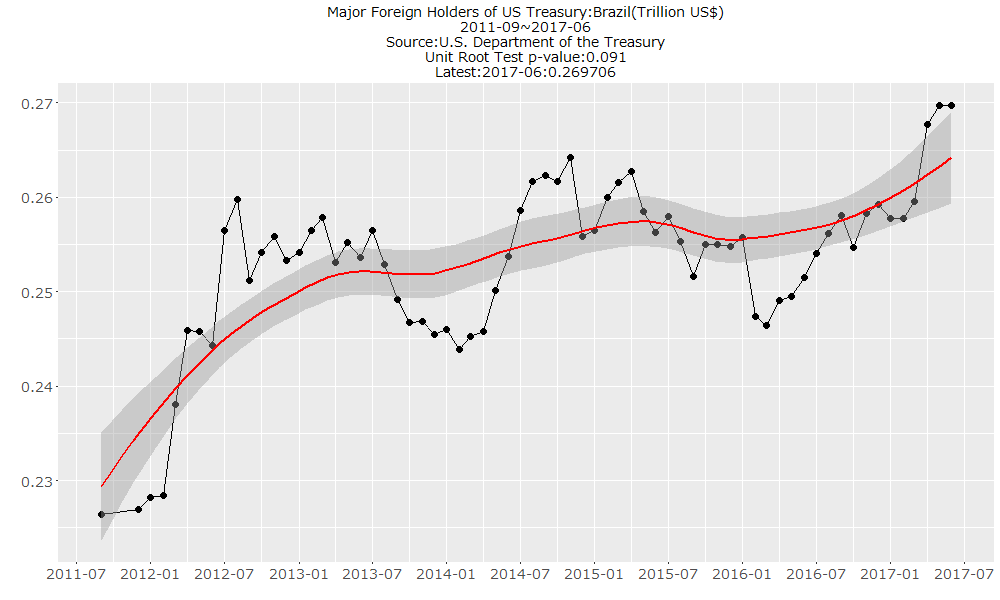 Major Foreign Holders of US Treasury:Brazil(Trillion US$)
2011-09~2017-06
Source:U.S. Department of the Treasury
Unit Root Test p-value:0.091
Latest:2017-06:0.269706
0.27
0.26
0.25
0.24
0.23
2011-07 2012-01 2012-07 2013-01 2013-07 2014-01 2014-07 2015-01 2015-07 2016-01 2016-07 2017-01 2017-07